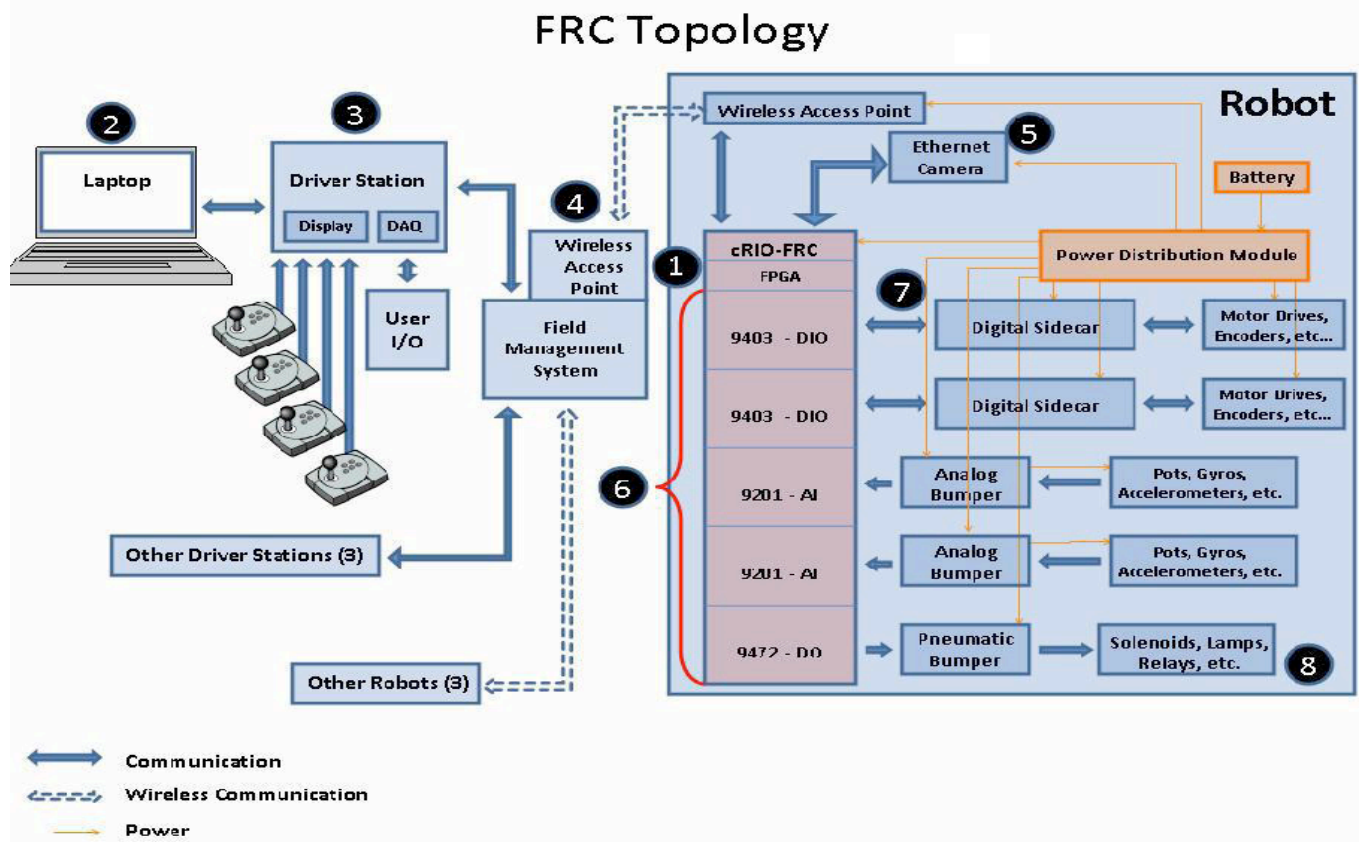 FRC Topology
2
Laptop
3
Driver Station
Display
DAQ
User
I/O
4
Wireless
Access
Point
Field
Management
System
Other Driver Stations (3)
Other Robots (3)
Robot
Wireless Access Point
5
Ethernet
Camera
Battery
Power Distribution Module
1
cRIO-FRC
FPGA
6
9403 - DIO
7
Digital Sidecar
Motor Drives,
Encoders, etc...
9403 - DIO
Digital Sidecar
Motor Drives,
Encoders, etc...
9201 - AI
Analog
Bumper
Pots, Gyros,
Accelerometers, etc.
9201 - AI
Analog
Bumper
Pots, Gyros,
Accelerometers, etc.
9472 - DO
Pneumatic
Bumper
Solenoids, Lamps,
Relays, etc.
8
Communication
Wireless Communication
Power